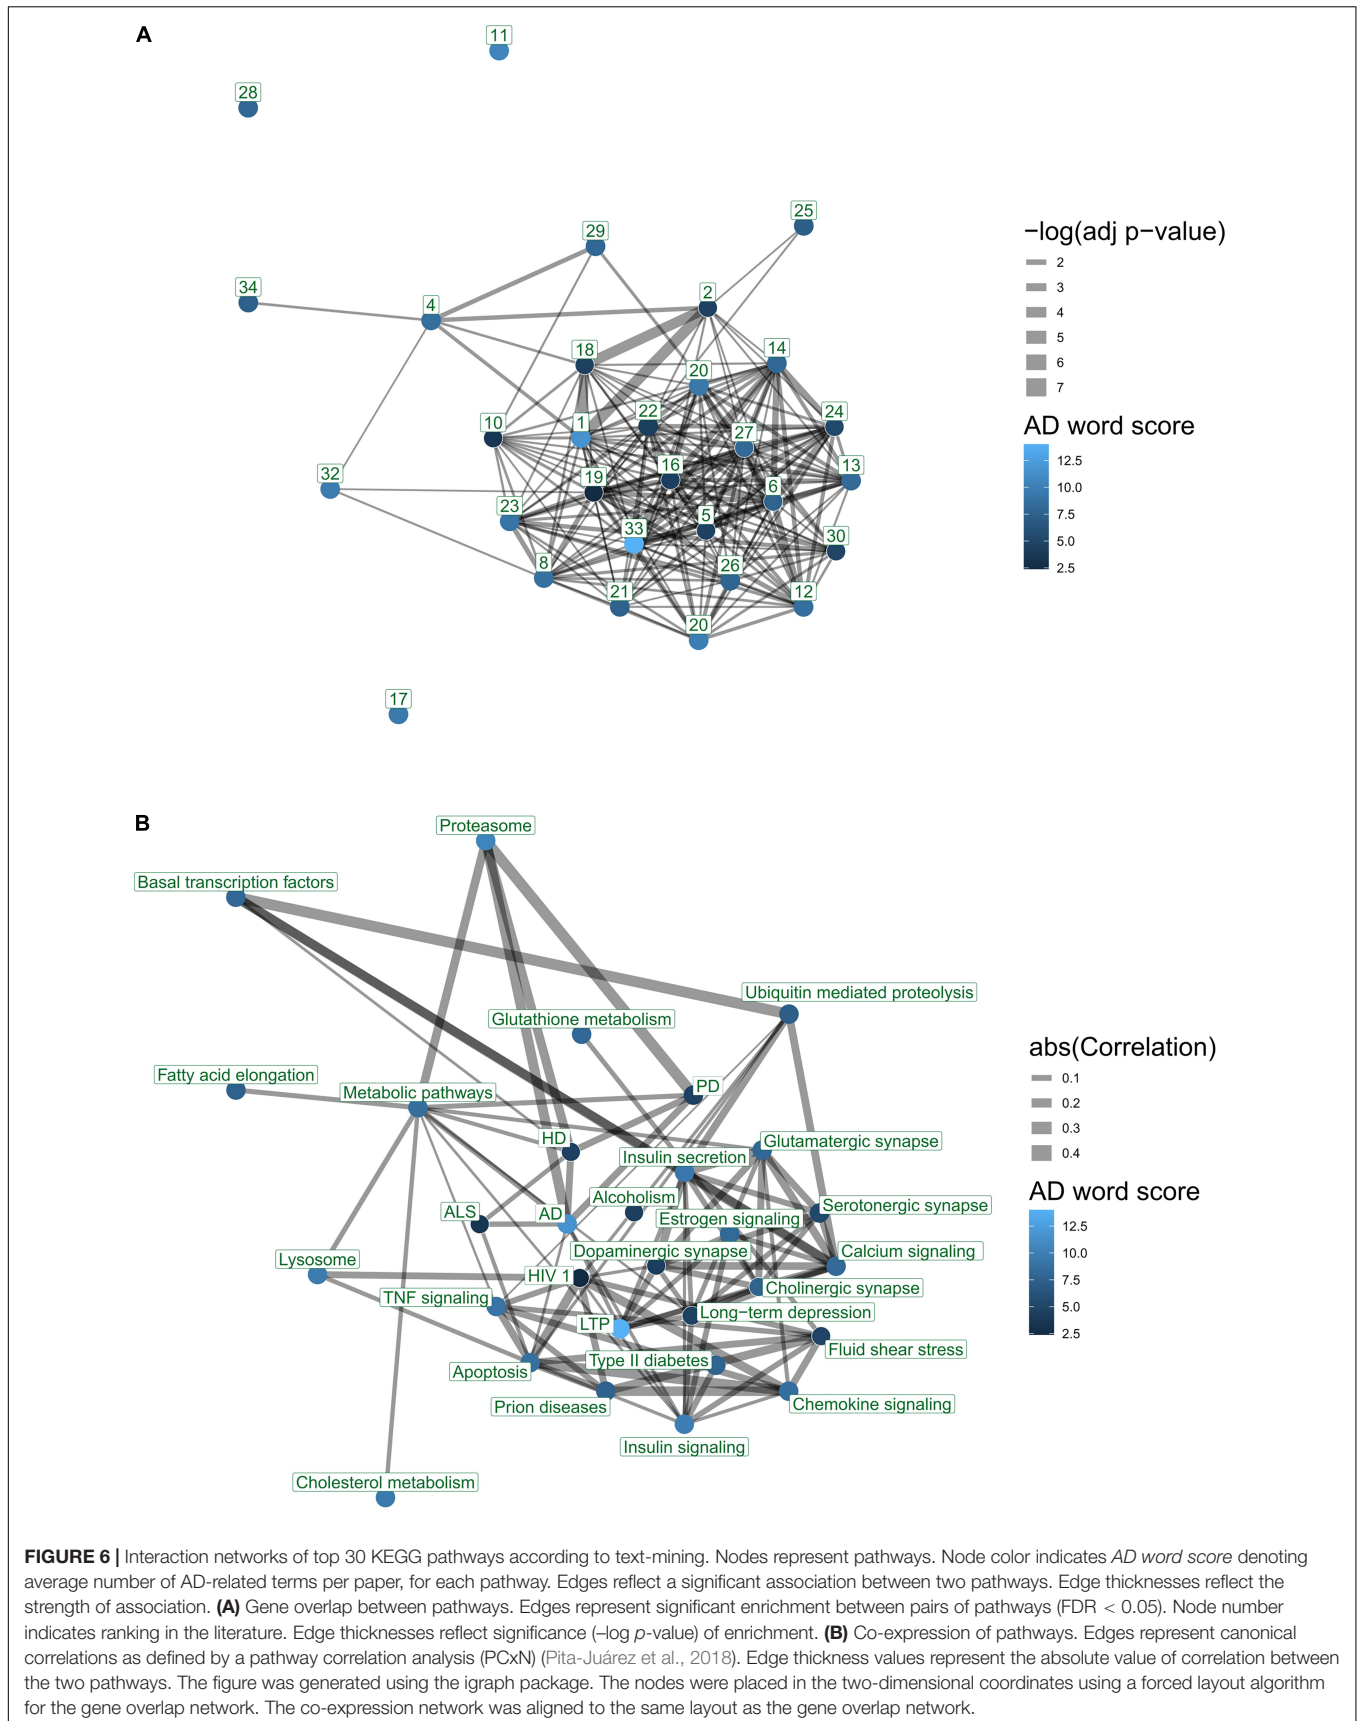 A
11
28
25
29
−log(adj p−value)
2
3
4
5
6
7
34
4
2
18
14
20
AD word score
12.5
10.0
7.5
5.0
2.5
10
1
22
27
24
32
19
16
6
13
23
33
5
30
8
21
26
12
20
17
B
Proteasome
Basal transcription factors
Ubiquitin mediated proteolysis
Glutathione metabolism
abs(Correlation)
0.1
0.2
0.3
0.4
Fatty acid elongation
Metabolic pathways
PD
HD
Glutamatergic synapse
Insulin secretion
AD word score
12.5
10.0
7.5
5.0
2.5
ALS
AD
Alcoholism
Estrogen signaling
Serotonergic synapse
Lysosome
Dopaminergic synapse
Calcium signaling
HIV 1
Cholinergic synapse
TNF signaling
LTP
Long−term depression
Apoptosis
Type II diabetes
Fluid shear stress
Prion diseases
Chemokine signaling
Insulin signaling
Cholesterol metabolism
FIGURE 6 | Interaction networks of top 30 KEGG pathways according to text-mining. Nodes represent pathways. Node color indicates AD word score denoting
average number of AD-related terms per paper, for each pathway. Edges reflect a significant association between two pathways. Edge thicknesses reflect the
strength of association. (A) Gene overlap between pathways. Edges represent significant enrichment between pairs of pathways (FDR < 0.05). Node number
indicates ranking in the literature. Edge thicknesses reflect significance (–log p-value) of enrichment. (B) Co-expression of pathways. Edges represent canonical
correlations as defined by a pathway correlation analysis (PCxN) (Pita-Juárez et al., 2018). Edge thickness values represent the absolute value of correlation between
the two pathways. The figure was generated using the igraph package. The nodes were placed in the two-dimensional coordinates using a forced layout algorithm
for the gene overlap network. The co-expression network was aligned to the same layout as the gene overlap network.